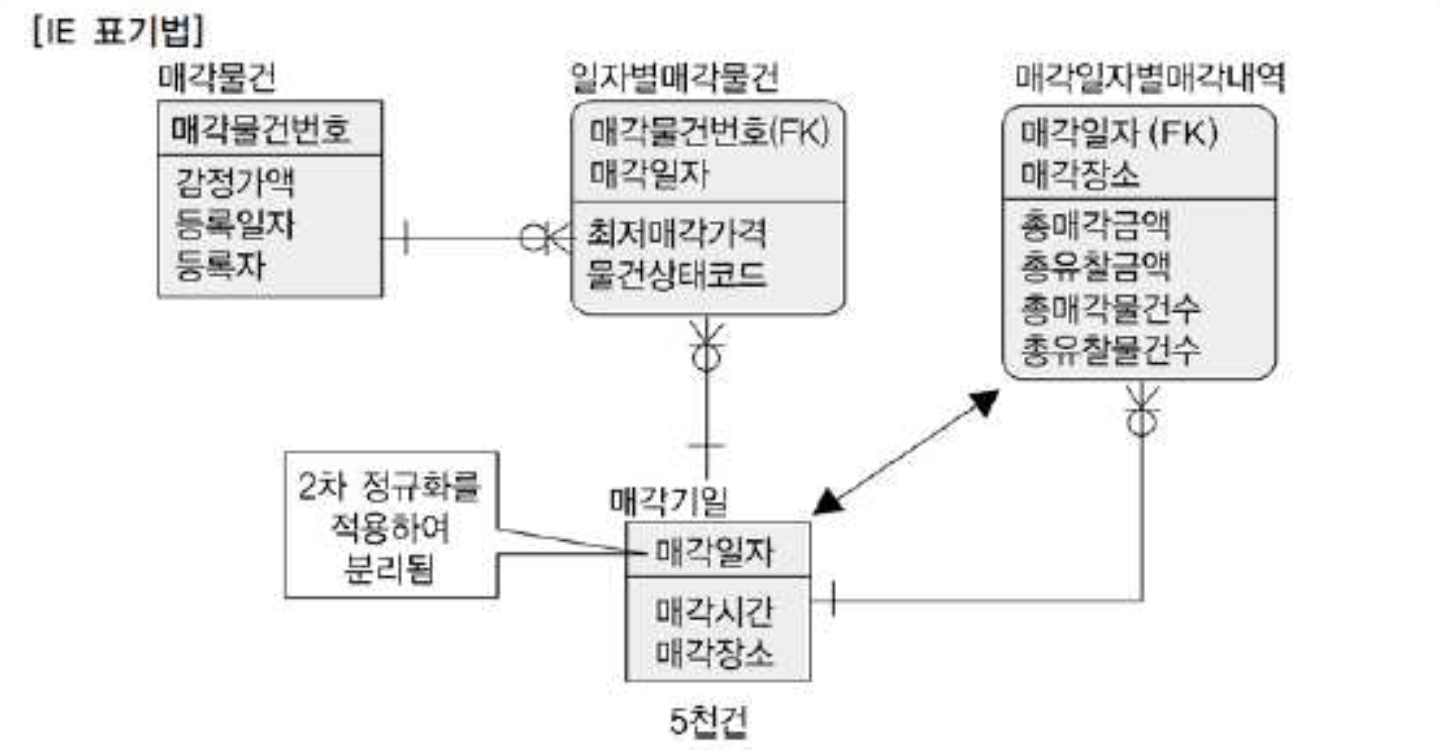 [IE 표기법]
매각물건
매각물건번호
감정가액
등록일자
등록자
일자별매각물건
매각물건번호(FK)
매각일자
최저매각가격
물건상태코드
매각일자별매각내역
매각일자 (FK)
매각장소
총매각금액
총유찰금액
총매각물건수
총유찰물건수
2차 정규화를
적용하여
분리됨
매각기일
매각일자
매각시간
매각장소
5천건